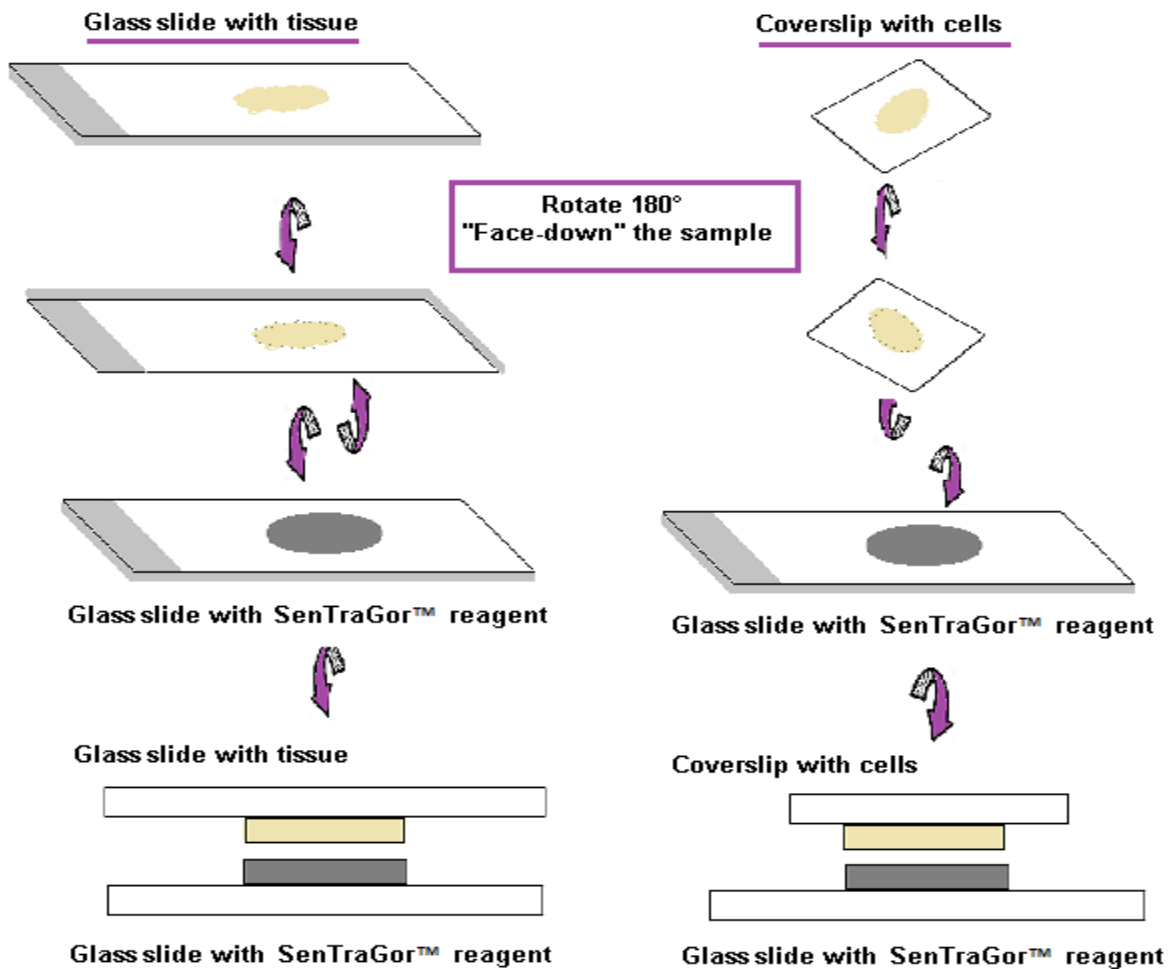 Glass slide with tissue
Coverslip with cells
Rotate 180°
"Face-down" the sample
Glass slide with SenTraGor™ reagent
Glass slide with SenTraGor™ reagent
Glass slide with tissue
Coverslip with cells
Glass slide with SenTraGor™ reagent
Glass slide with SenTraGor™ reagent